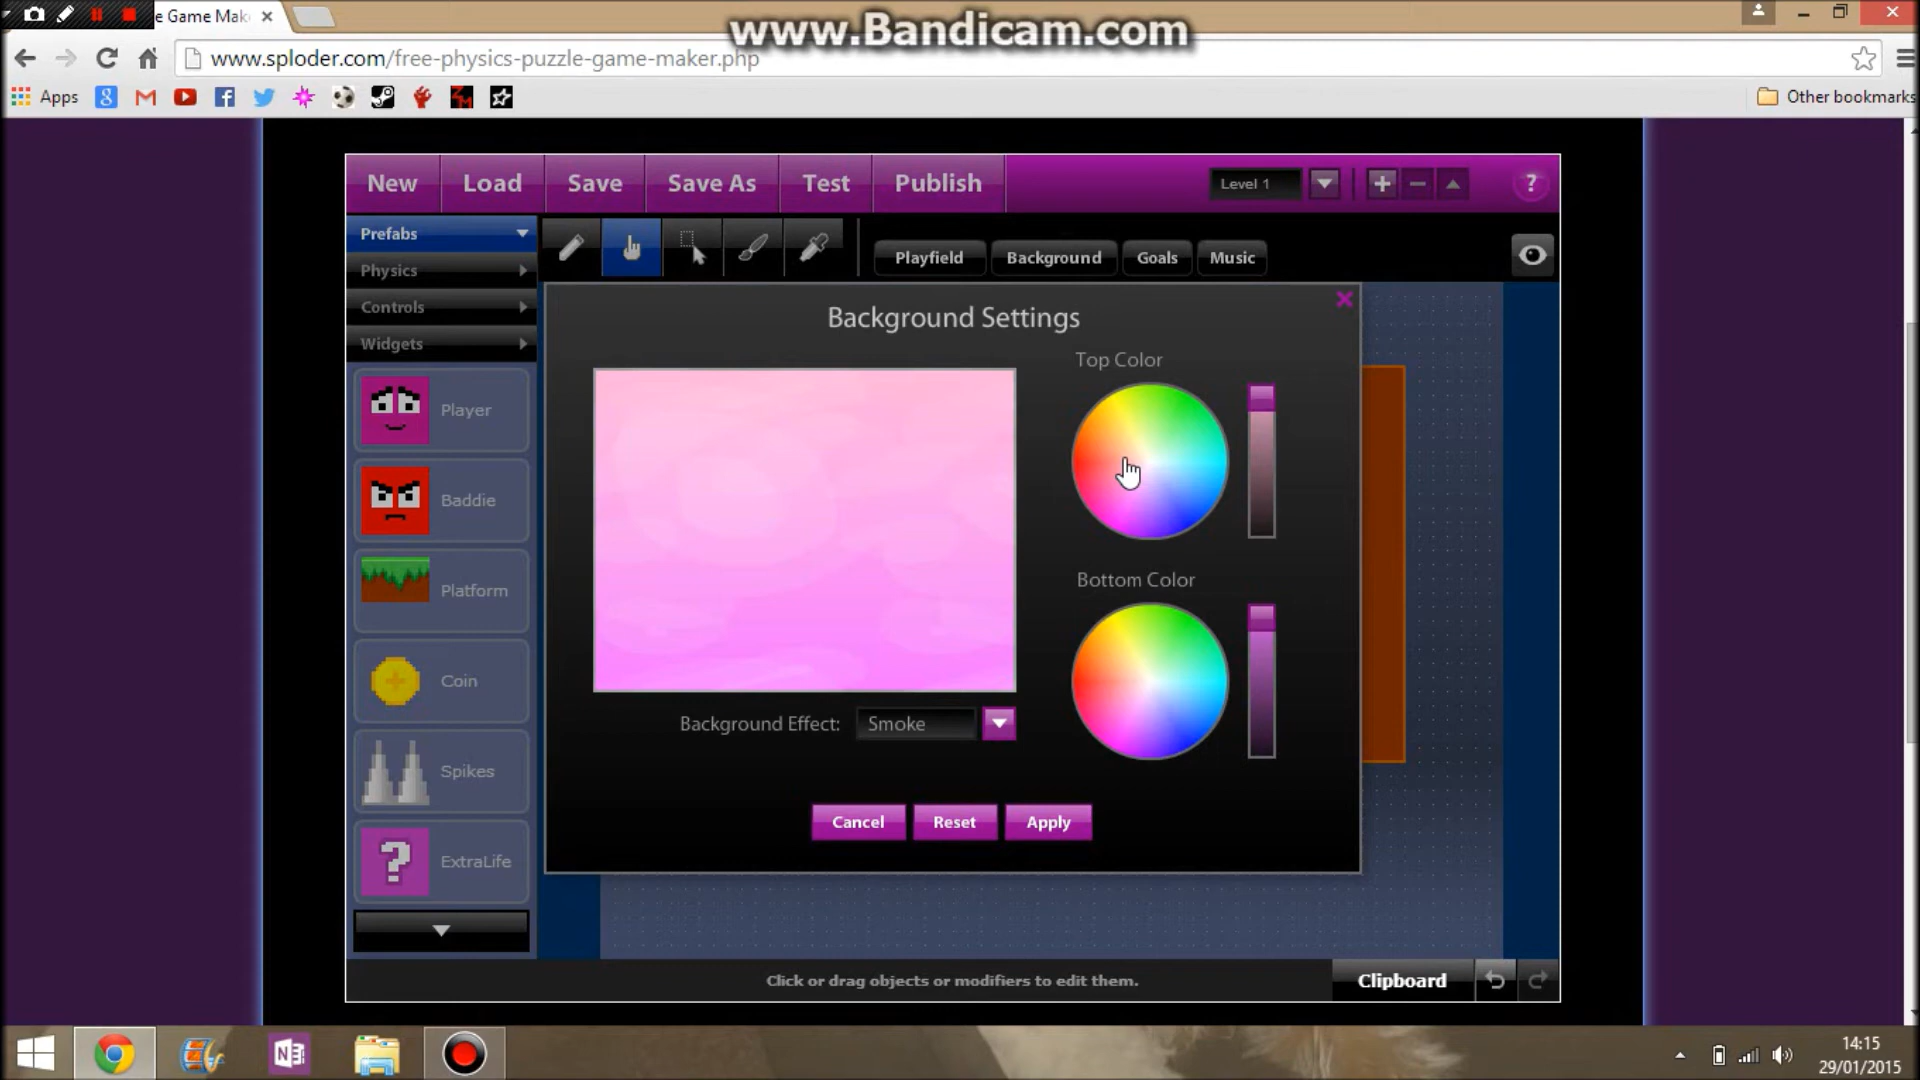 e Game Mak
www.Bandicam.com
www.sploder.com/free-physics-puzzle-game-maker.php
Apps
Other bookmarks
New
Load
Save
Save As
Test
Publish
Level 1
?
Prefabs
Physics
Controls
Widgets
Playfield
Background
Goals
Music
Player
Baddie
Platform
Coin
Spikes
ExtraLife
Background Settings
Top Color
Bottom Color
Background Effect: Smoke
Cancel
Reset
Apply
Click or drag objects or modifiers to edit them.
Clipboard
14:15
29/01/2015